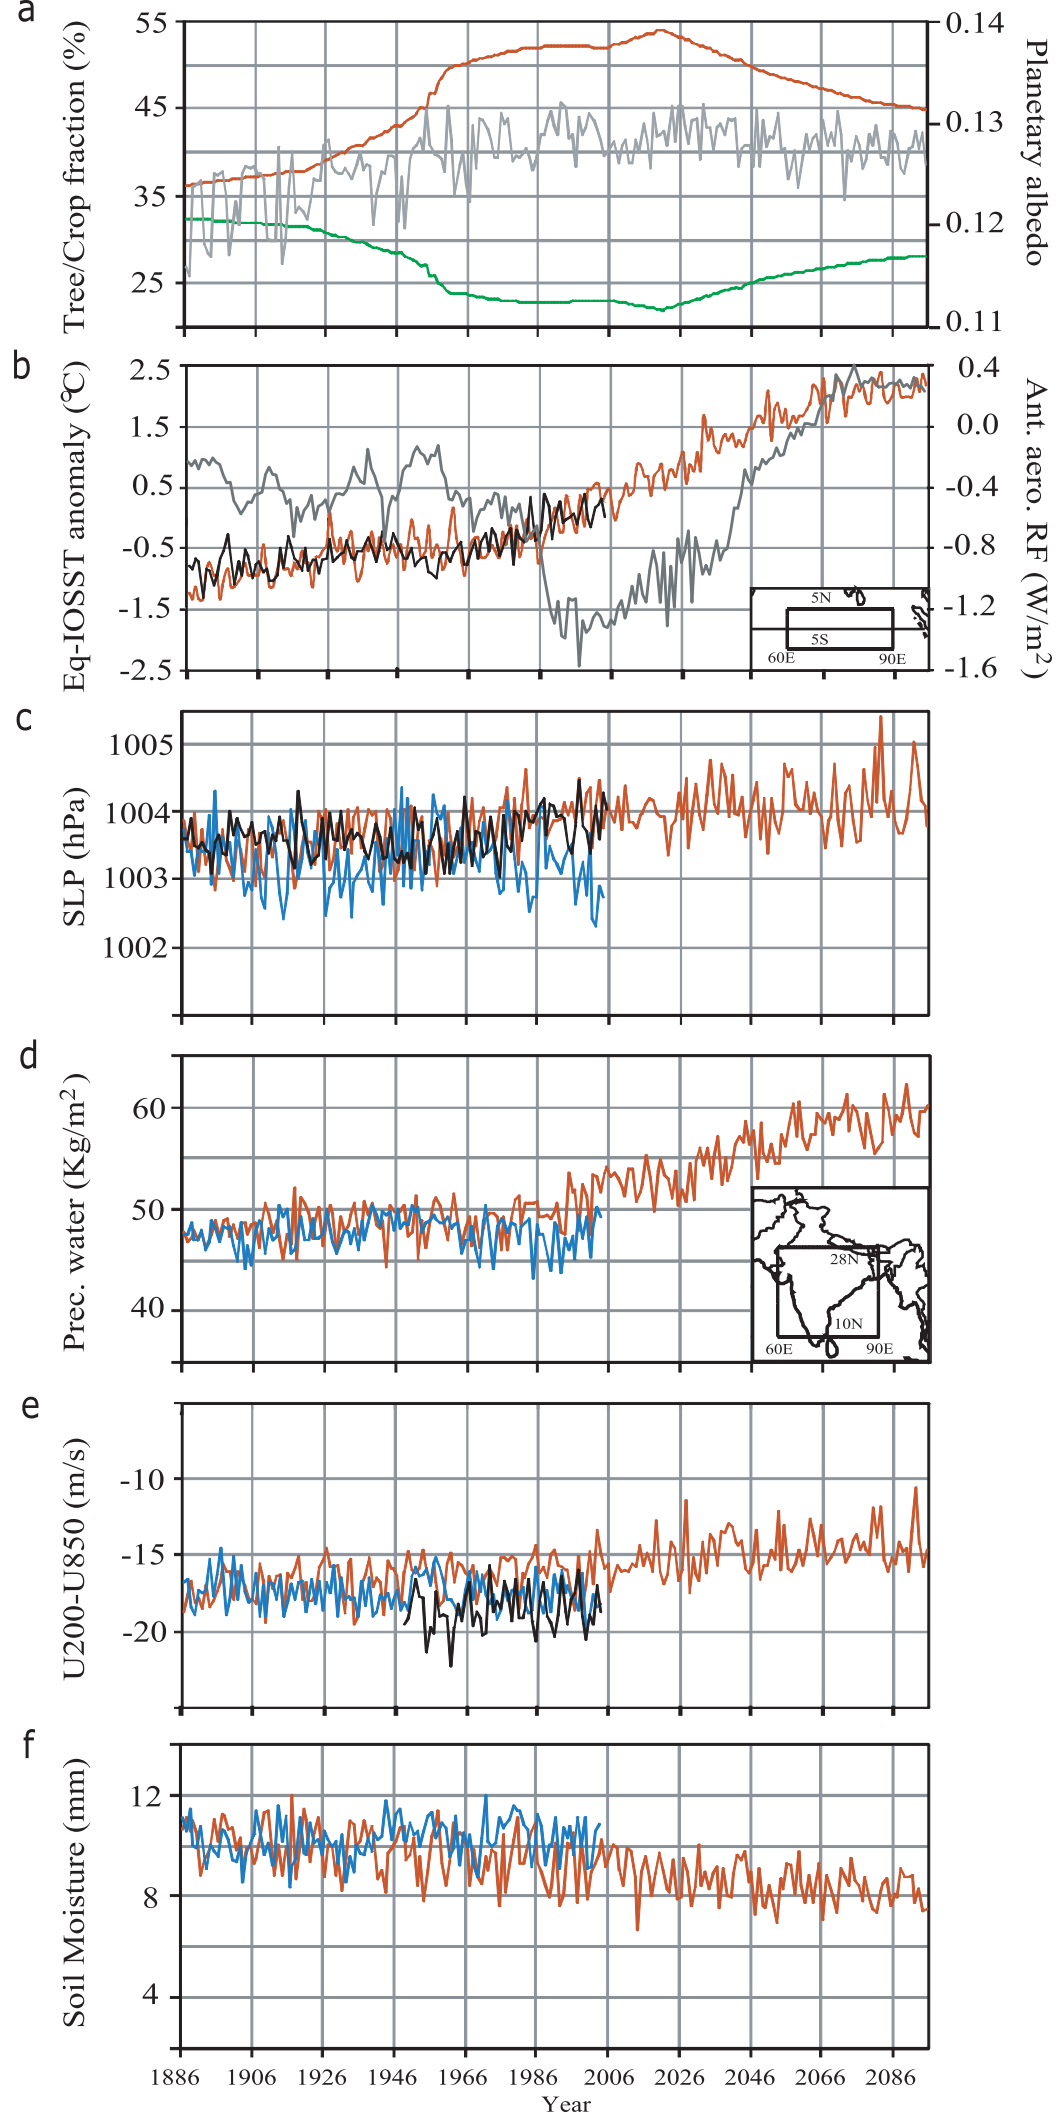 a
Tree/Crop fraction (%)
55
45
35
25
0.14
0.13
0.12
0.11
Planetary albedo
b
Eq-IOSST anomaly (℃)
2.5
1.5
0.5
-0.5
-1.5
-2.5
0.4
0.0
-0.4
-0.8
-1.2
-1.6
Ant. aero. RF (W/m²)
5N
5S
60E 90E
c
SLP (hPa)
1005
1004
1003
1002
d
Prec. water (Kg/m²)
60
50
40
28N
10N
60E 90E
e
U200-U850 (m/s)
-10
-15
-20
f
Soil Moisture (mm)
12
8
4
1886 1906 1926 1946 1966 1986 2006 2026 2046 2066 2086
Year